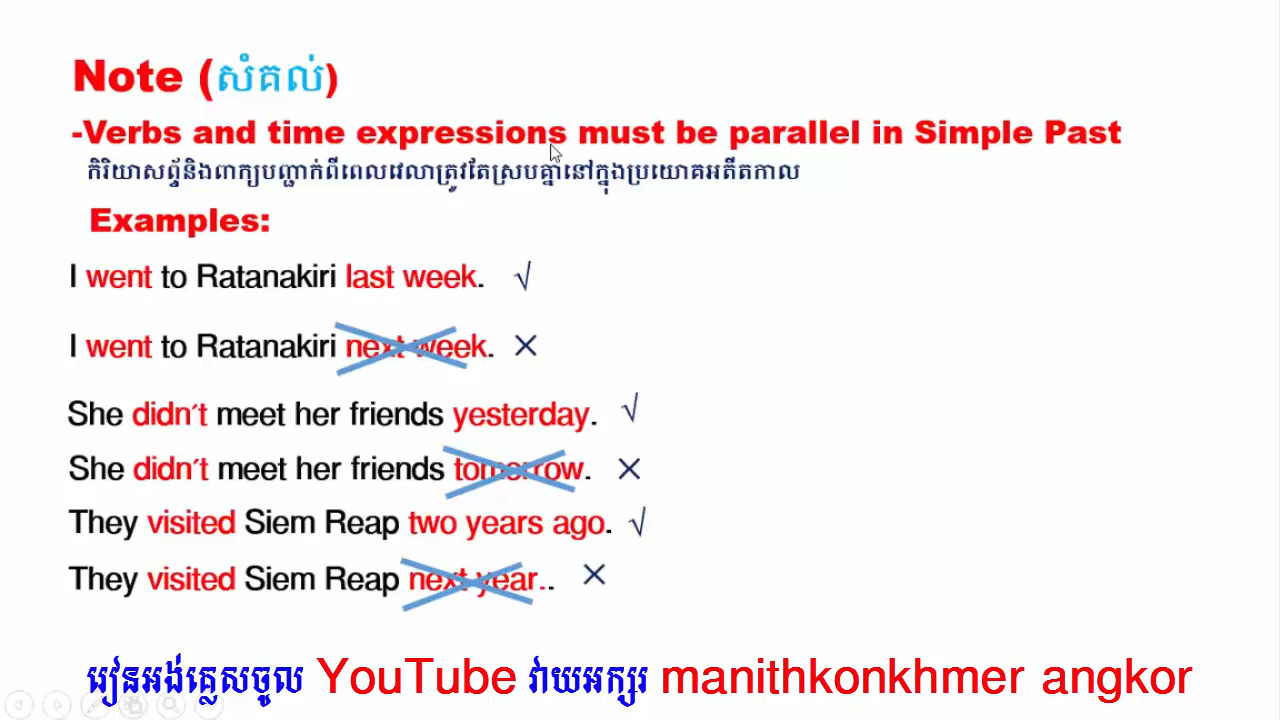 Note (សំគល់)
-Verbs and time expressions must be parallel in Simple Past
កិរិយាសព្ទ័និងពាក្យបញ្ជាក់ពីពេលវេលាត្រូវតែស្របគ្នានៅក្នុងប្រយោគអតីតកាល
Examples:
I went to Ratanakiri last week. √
I went to Ratanakiri next week. ×
She didn´t meet her friends yesterday. √
She didn´t meet her friends tomorrow. ×
They visited Siem Reap two years ago. √
They visited Siem Reap next year.. ×
រៀនអង់គ្លេសចូល YouTube វាយអក្សរ manithkonkhmer angkor